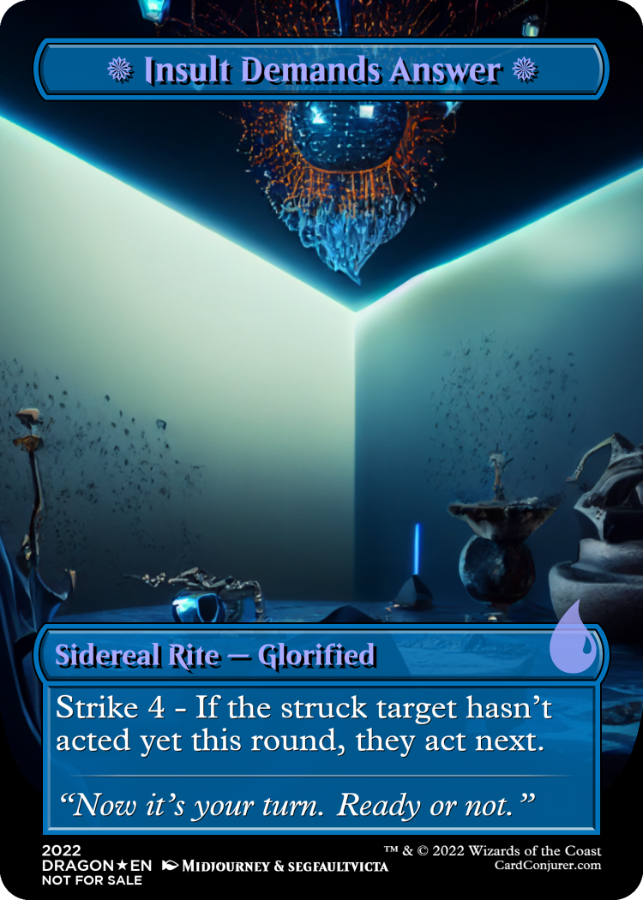 Insult Demands Answer
Sidereal Rite — Glorified
Strike 4 - If the struck target hasn't
acted yet this round, they act next.
"Now it's your turn. Ready or not."
2022
DRAGON★EN MIDJOURNEY & SEGFAULTVICTA
NOT FOR SALE
™ & © 2022 Wizards of the Coast
CardConjurer.com